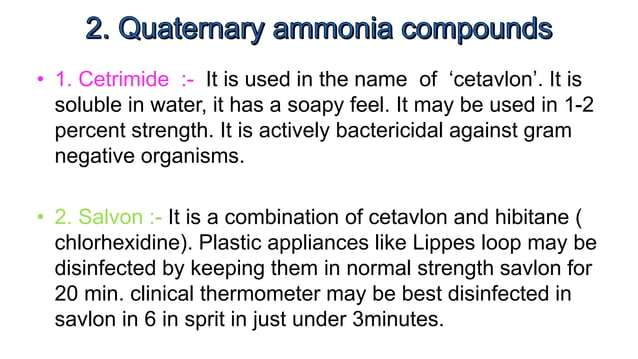 2. Quaternary ammonia compounds
• 1. Cetrimide :- It is used in the name of ‘cetavlon’. It is
soluble in water, it has a soapy feel. It may be used in 1-2
percent strength. It is actively bactericidal against gram
negative organisms.
• 2. Salvon :- It is a combination of cetavlon and hibitane (
chlorhexidine). Plastic appliances like Lippes loop may be
disinfected by keeping them in normal strength savlon for
20 min. clinical thermometer may be best disinfected in
savlon in 6 in sprit in just under 3minutes.